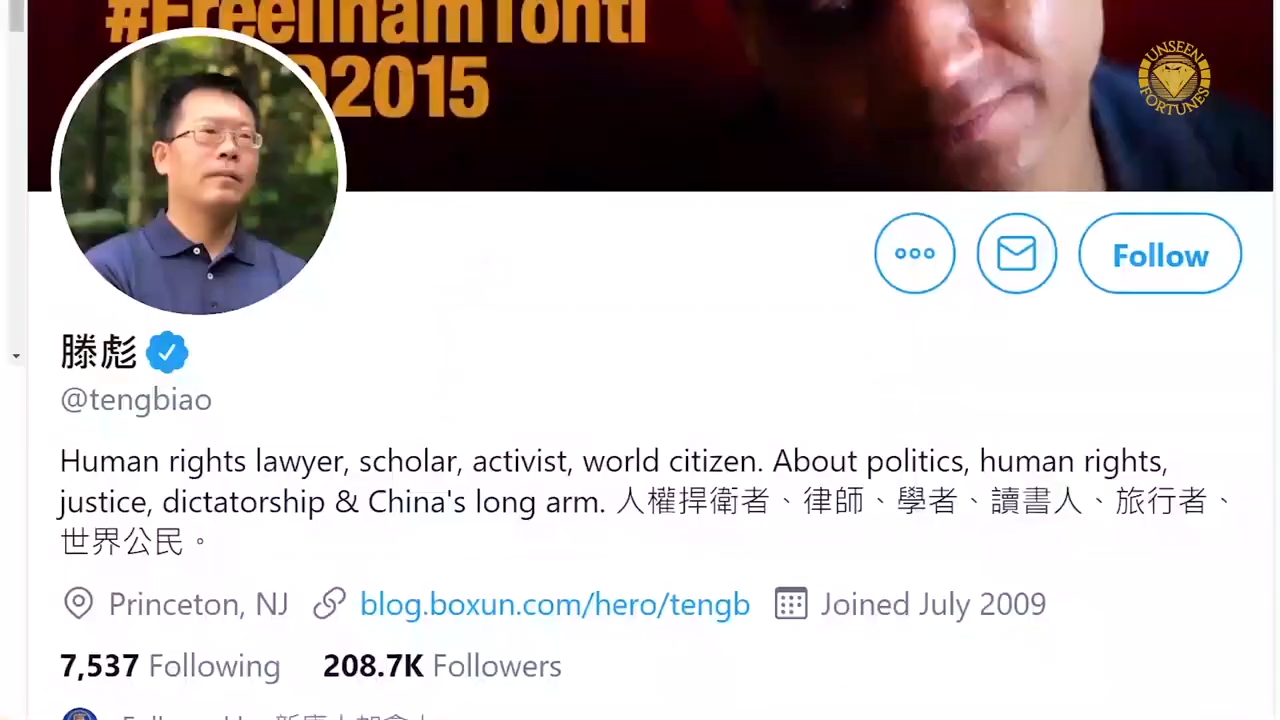 #FreeIlhamTohti
2015
UNSEEN
FORTUNES
Follow
滕彪
@tengbiao
Human rights lawyer, scholar, activist, world citizen. About politics, human rights,
justice, dictatorship & China's long arm. 人權捍衛者、律師、學者、讀書人、旅行者、
世界公民。
Princeton, NJ blog.boxun.com/hero/tengb Joined July 2009
7,537 Following 208.7K Followers